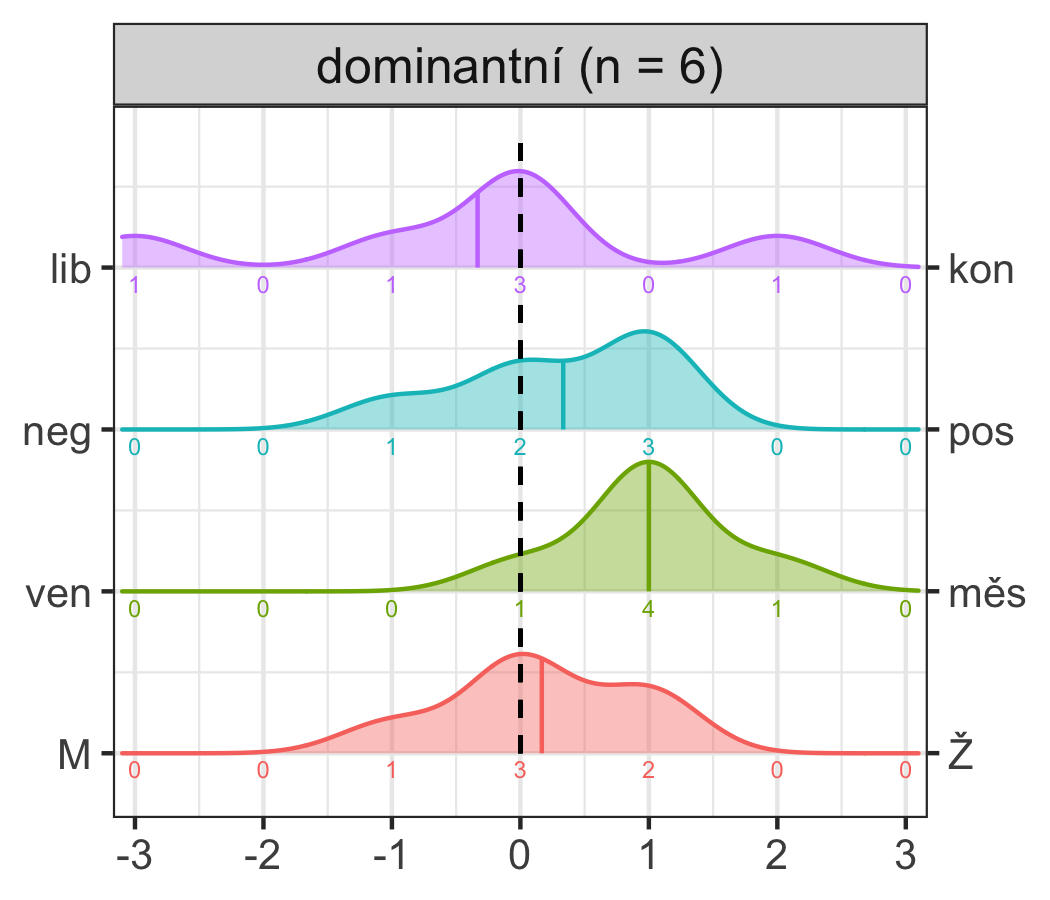 dominantní (n = 6)
lib kon
1 0 1 3 0 1 0
neg pos
0 0 1 2 3 0 0
ven měs
0 0 0 1 4 1 0
M Ž
0 0 1 3 2 0 0
-3 -2 -1 0 1 2 3